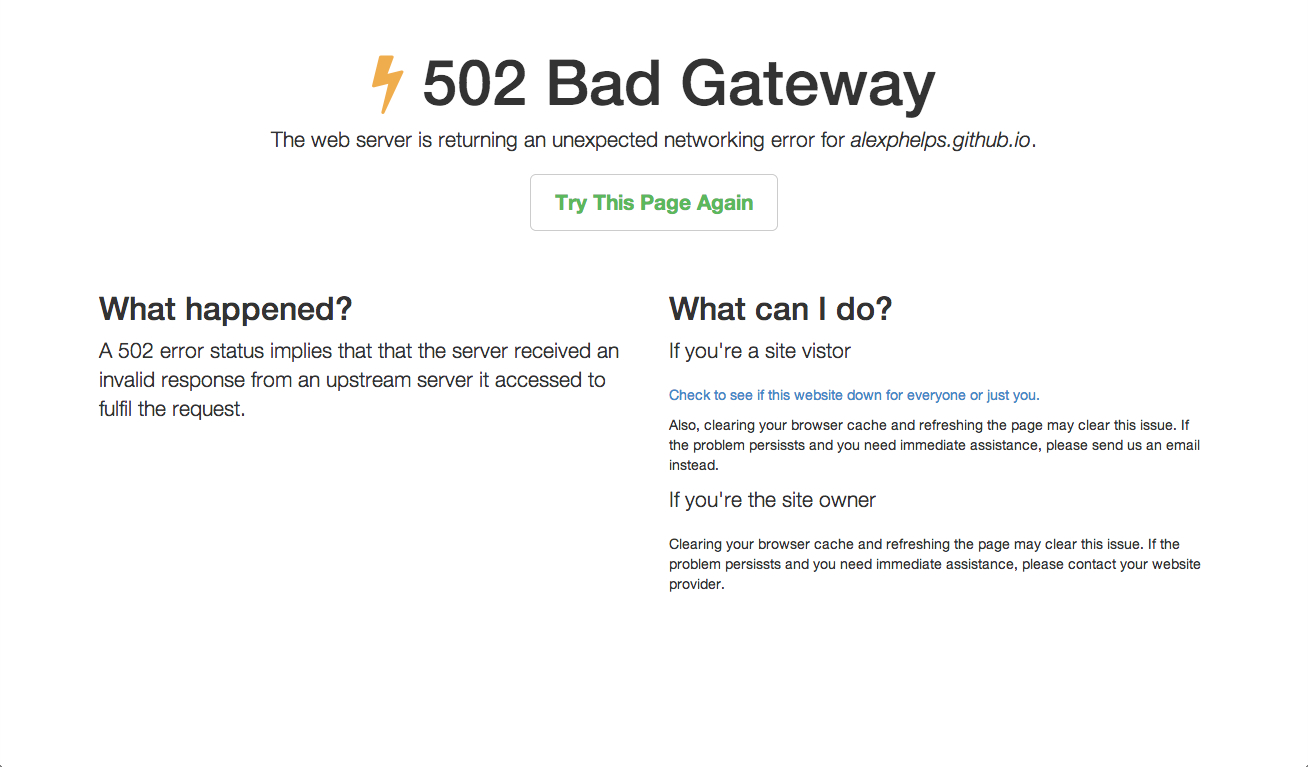 502 Bad Gateway
The web server is returning an unexpected networking error for alexphelps.github.io.
Try This Page Again
What happened?
A 502 error status implies that that the server received an
invalid response from an upstream server it accessed to
fulfil the request.
What can I do?
If you're a site vistor
Check to see if this website down for everyone or just you.
Also, clearing your browser cache and refreshing the page may clear this issue. If
the problem persissts and you need immediate assistance, please send us an email
instead.
If you're the site owner
Clearing your browser cache and refreshing the page may clear this issue. If the
problem persissts and you need immediate assistance, please contact your website
provider.